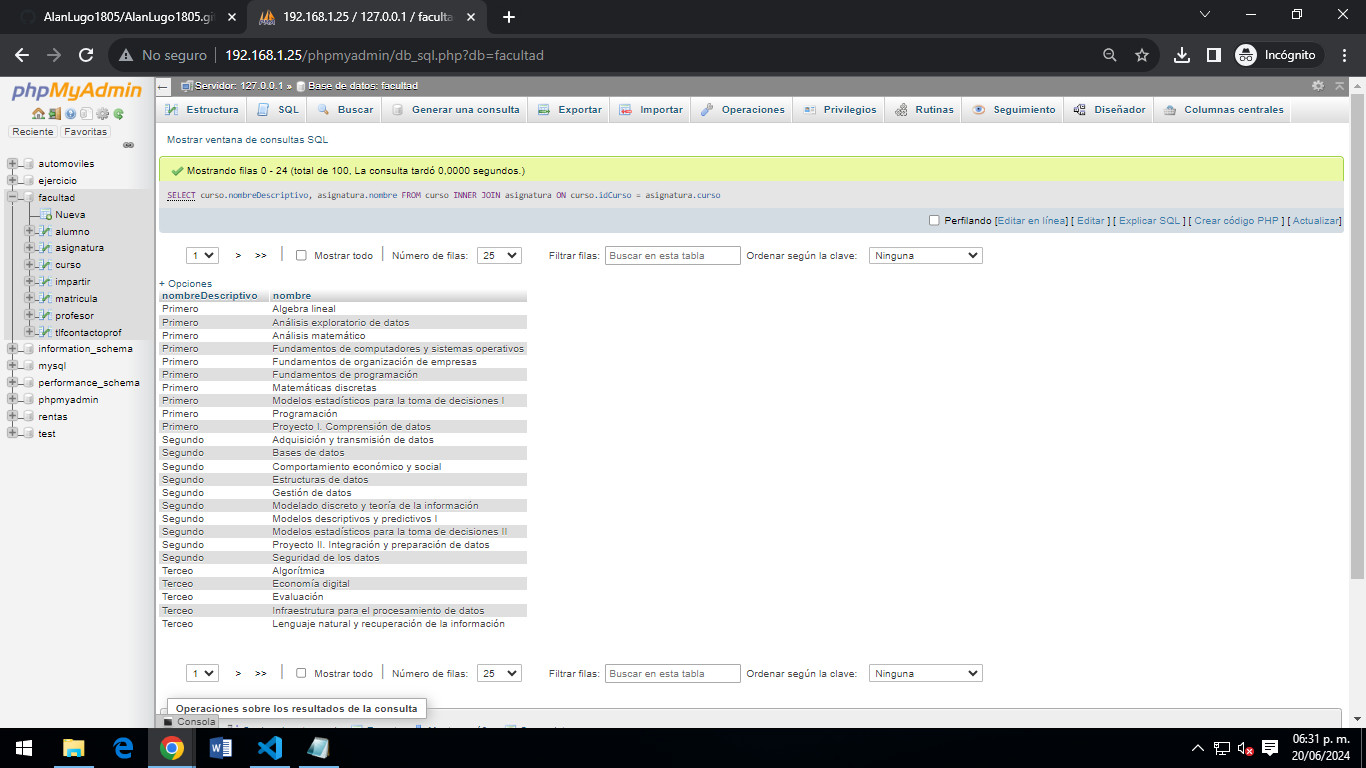 AlanLugo1805/AlanLugo1805.gi
192.168.1.25 / 127.0.0.1 / faculta
No seguro
192.168.1.25/phpmyadmin/db_sql.php?db=facultad
Incógnito
phpMyAdmin
Reciente
Favoritas
automoviles
ejercicio
facultad
Nueva
alumno
asignatura
curso
impartir
matricula
profesor
tlfcontactoprof
information_schema
mysql
performance_schema
phpmyadmin
rentas
test
Servidor: 127.0.0.1 » Base de datos: facultad
Estructura SQL Buscar Generar una consulta Exportar Importar Operaciones Privilegios Rutinas Seguimiento Diseñador Columnas centrales
Mostrar ventana de consultas SQL
Mostrando filas 0 - 24 (total de 100, La consulta tardó 0,0000 segundos.)
SELECT curso.nombreDescriptivo, asignatura.nombre FROM curso INNER JOIN asignatura ON curso.idCurso = asignatura.curso
Perfilando [Editar en línea] [ Editar ] [ Explicar SQL ] [ Crear código PHP ] [ Actualizar]
1 > >> Mostrar todo Número de filas: 25 Filtrar filas: Buscar en esta tabla Ordenar según la clave: Ninguna
+ Opciones
nombreDescriptivo nombre
Primero Algebra lineal
Primero Análisis exploratorio de datos
Primero Análisis matemático
Primero Fundamentos de computadores y sistemas operativos
Primero Fundamentos de organización de empresas
Primero Fundamentos de programación
Primero Matemáticas discretas
Primero Modelos estadísticos para la toma de decisiones I
Primero Programación
Primero Proyecto I. Comprensión de datos
Segundo Adquisición y transmisión de datos
Segundo Bases de datos
Segundo Comportamiento económico y social
Segundo Estructuras de datos
Segundo Gestión de datos
Segundo Modelado discreto y teoría de la información
Segundo Modelos descriptivos y predictivos I
Segundo Modelos estadísticos para la toma de decisiones II
Segundo Proyecto II. Integración y preparación de datos
Segundo Seguridad de los datos
Terceo Algorítmica
Terceo Economía digital
Terceo Evaluación
Terceo Infraestrutura para el procesamiento de datos
Terceo Lenguaje natural y recuperación de la información
1 > >> Mostrar todo Número de filas: 25 Filtrar filas: Buscar en esta tabla Ordenar según la clave: Ninguna
Operaciones sobre los resultados de la consulta
Consola
06:31 p. m.
20/06/2024